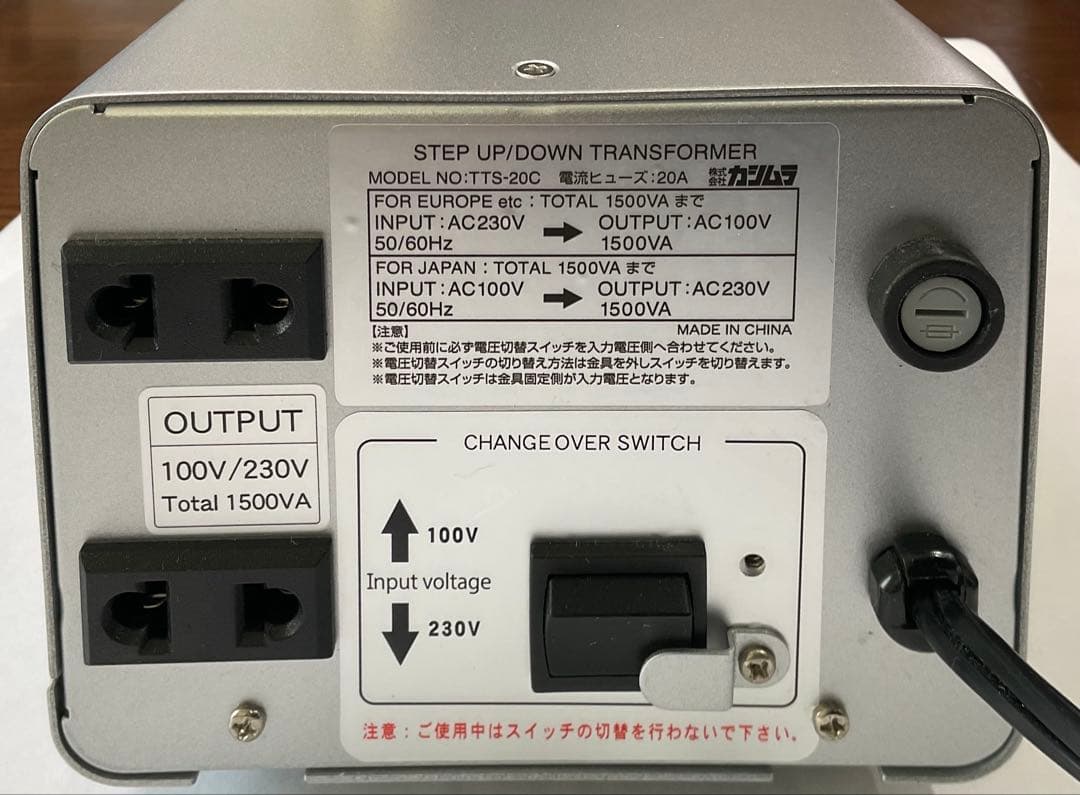 STEP UP/DOWN TRANSFORMER
MODEL NO:TTS-20C 電流ヒューズ:20A 株式会社カシムラ
FOR EUROPE etc : TOTAL 1500VA まで
INPUT : AC230V → OUTPUT : AC100V
50/60Hz 1500VA
FOR JAPAN : TOTAL 1500VA まで
INPUT : AC100V → OUTPUT : AC230V
50/60Hz 1500VA
【注意】 MADE IN CHINA
※ご使用前に必ず電圧切替スイッチを入力電圧側へ合わせてください。
※電圧切替スイッチの切り替え方法は金具を外しスイッチを切り替えます。
※電圧切替スイッチは金具固定側が入力電圧となります。
OUTPUT
100V/230V
Total 1500VA
CHANGEOVER SWITCH
100V
Input voltage
230V
注意：ご使用中はスイッチの切替を行わないで下さい。